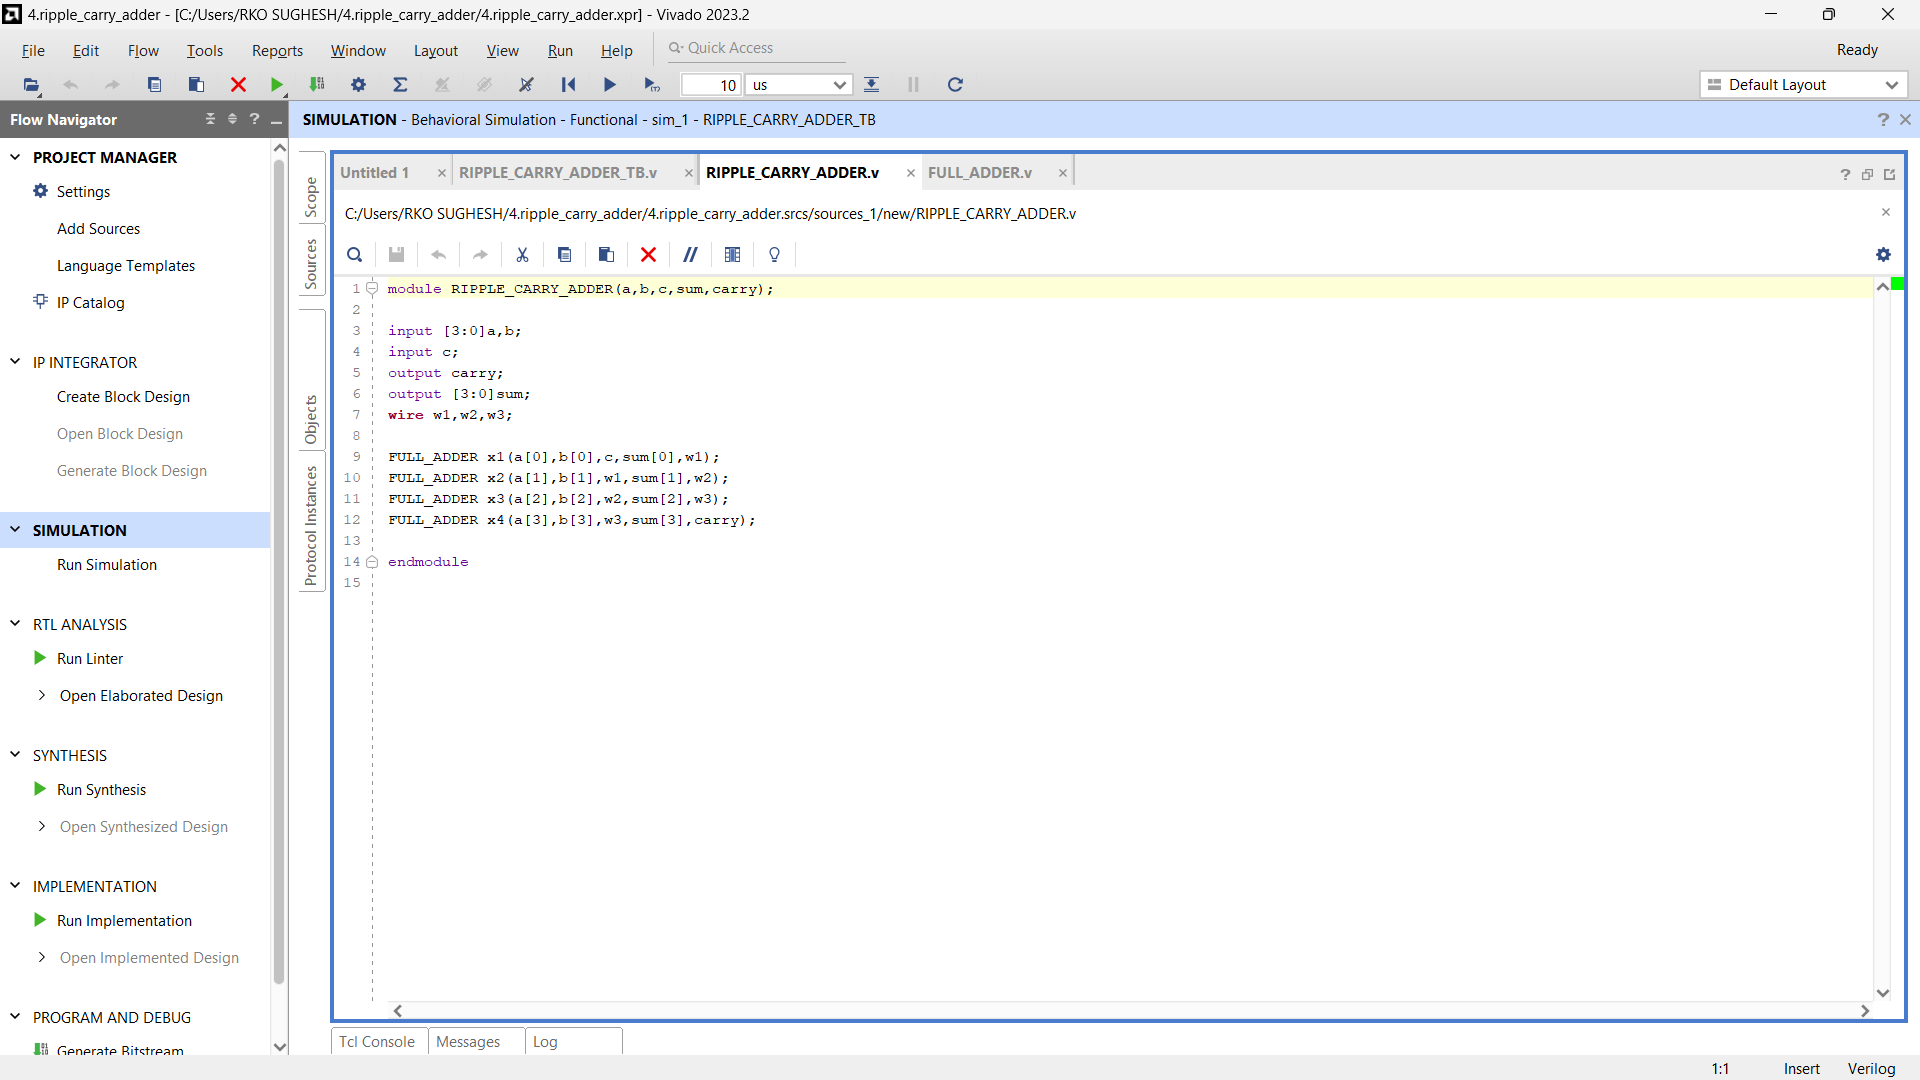 4.ripple_carry_adder - [C:/Users/RKO SUGHESH/4.ripple_carry_adder/4.ripple_carry_adder.xpr] - Vivado 2023.2
File Edit Flow Tools Reports Window Layout View Run Help Quick Access Ready
10 us Default Layout
Flow Navigator ? SIMULATION - Behavioral Simulation - Functional - sim_1 - RIPPLE_CARRY_ADDER_TB ?
PROJECT MANAGER
Settings
Add Sources
Language Templates
IP Catalog
IP INTEGRATOR
Create Block Design
Open Block Design
Generate Block Design
SIMULATION
Run Simulation
RTL ANALYSIS
Run Linter
Open Elaborated Design
SYNTHESIS
Run Synthesis
Open Synthesized Design
IMPLEMENTATION
Run Implementation
Open Implemented Design
PROGRAM AND DEBUG
Generate Bitstream
Scope
Sources
Objects
Protocol Instances
Untitled 1 RIPPLE_CARRY_ADDER_TB.v RIPPLE_CARRY_ADDER.v FULL_ADDER.v ?
C:/Users/RKO SUGHESH/4.ripple_carry_adder/4.ripple_carry_adder.srcs/sources_1/new/RIPPLE_CARRY_ADDER.v
1 module RIPPLE_CARRY_ADDER(a,b,c,sum,carry);
2
3 input [3:0]a,b;
4 input c;
5 output carry;
6 output [3:0]sum;
7 wire w1,w2,w3;
8
9 FULL_ADDER x1(a[0],b[0],c,sum[0],w1);
10 FULL_ADDER x2(a[1],b[1],w1,sum[1],w2);
11 FULL_ADDER x3(a[2],b[2],w2,sum[2],w3);
12 FULL_ADDER x4(a[3],b[3],w3,sum[3],carry);
13
14 endmodule
15
Tcl Console Messages Log
1:1 Insert Verilog